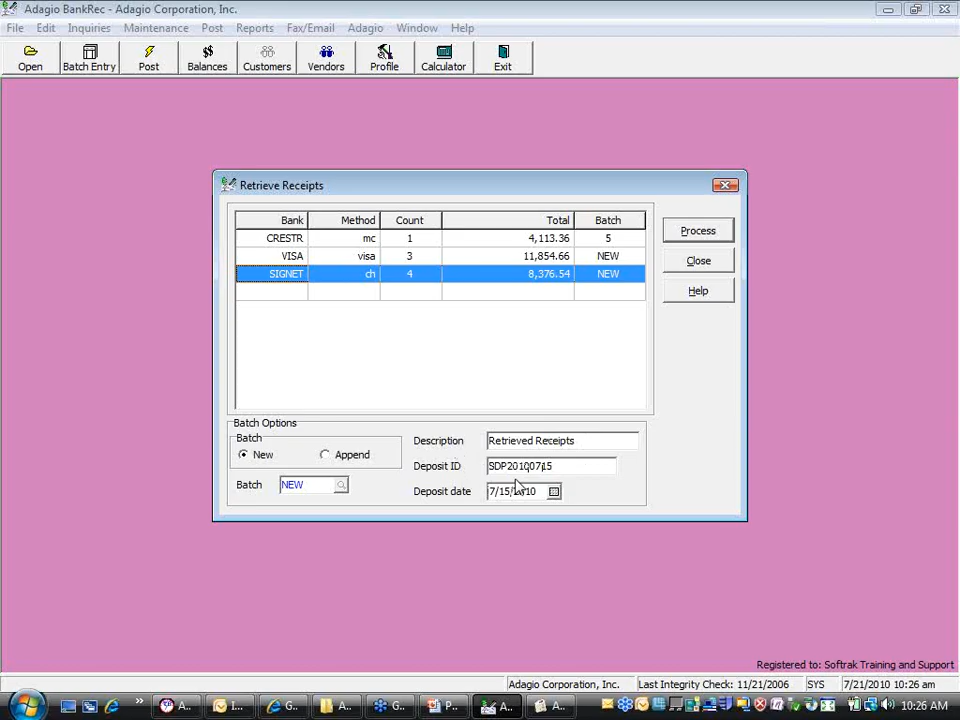 Adagio BankRec - Adagio Corporation, Inc.
File Edit Inquiries Maintenance Post Reports Fax/Email Adagio Window Help
Open Batch Entry Post Balances Customers Vendors Profile Calculator Exit
Retrieve Receipts
Bank Method Count Total Batch
CRESTR mc 1 4,113.36 5
VISA visa 3 11,854.66 NEW
SIGNET ch 4 8,376.54 NEW
Process
Close
Help
Batch Options
Batch
New Append
Batch NEW
Description Retrieved Receipts
Deposit ID SDP20100715
Deposit date 7/15/2010
Registered to: Softrak Training and Support
Adagio Corporation, Inc. Last Integrity Check: 11/21/2006 SYS 7/21/2010 10:26 am
A... I... G... A... G... P... A... A... 10:26 AM